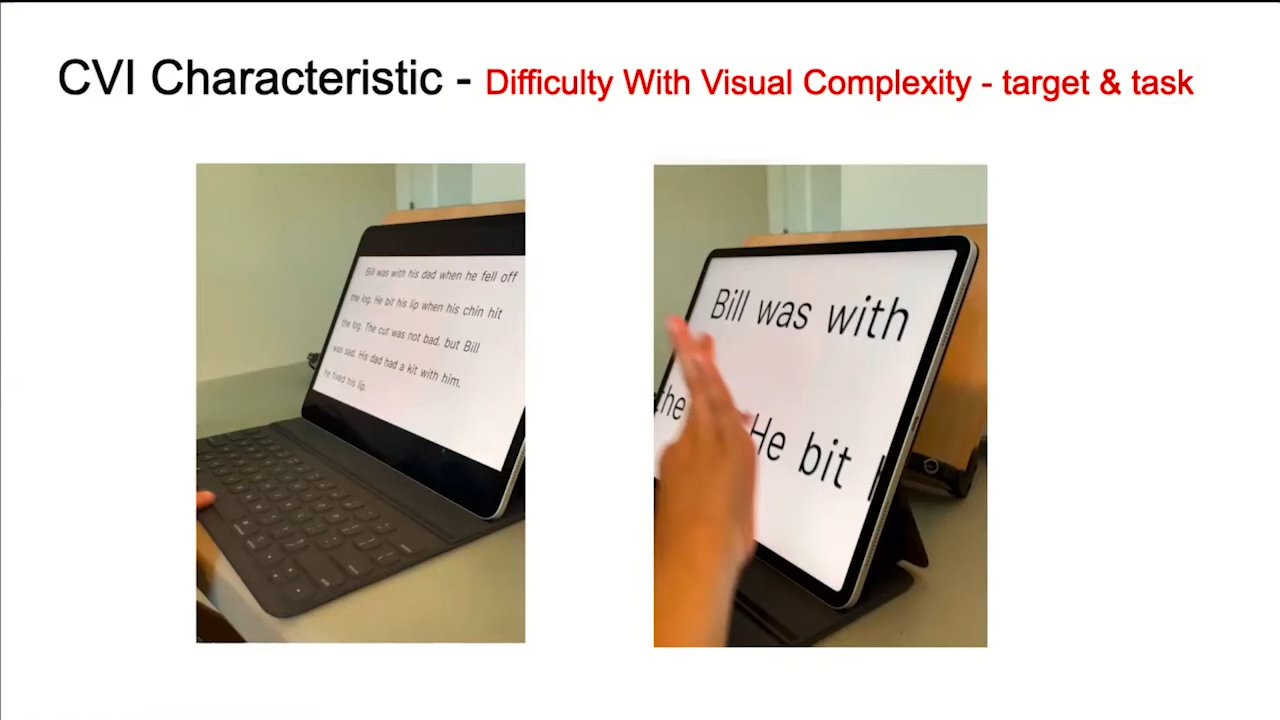 CVI Characteristic - Difficulty With Visual Complexity - target & task
Bill was with his dad when he fell off
the log. He bit his lip when his chin hit
the log. The cut was not bad, but Bill
was sad. His dad had a kit with him.
he fixed his lip.
Bill was with
the
He bit